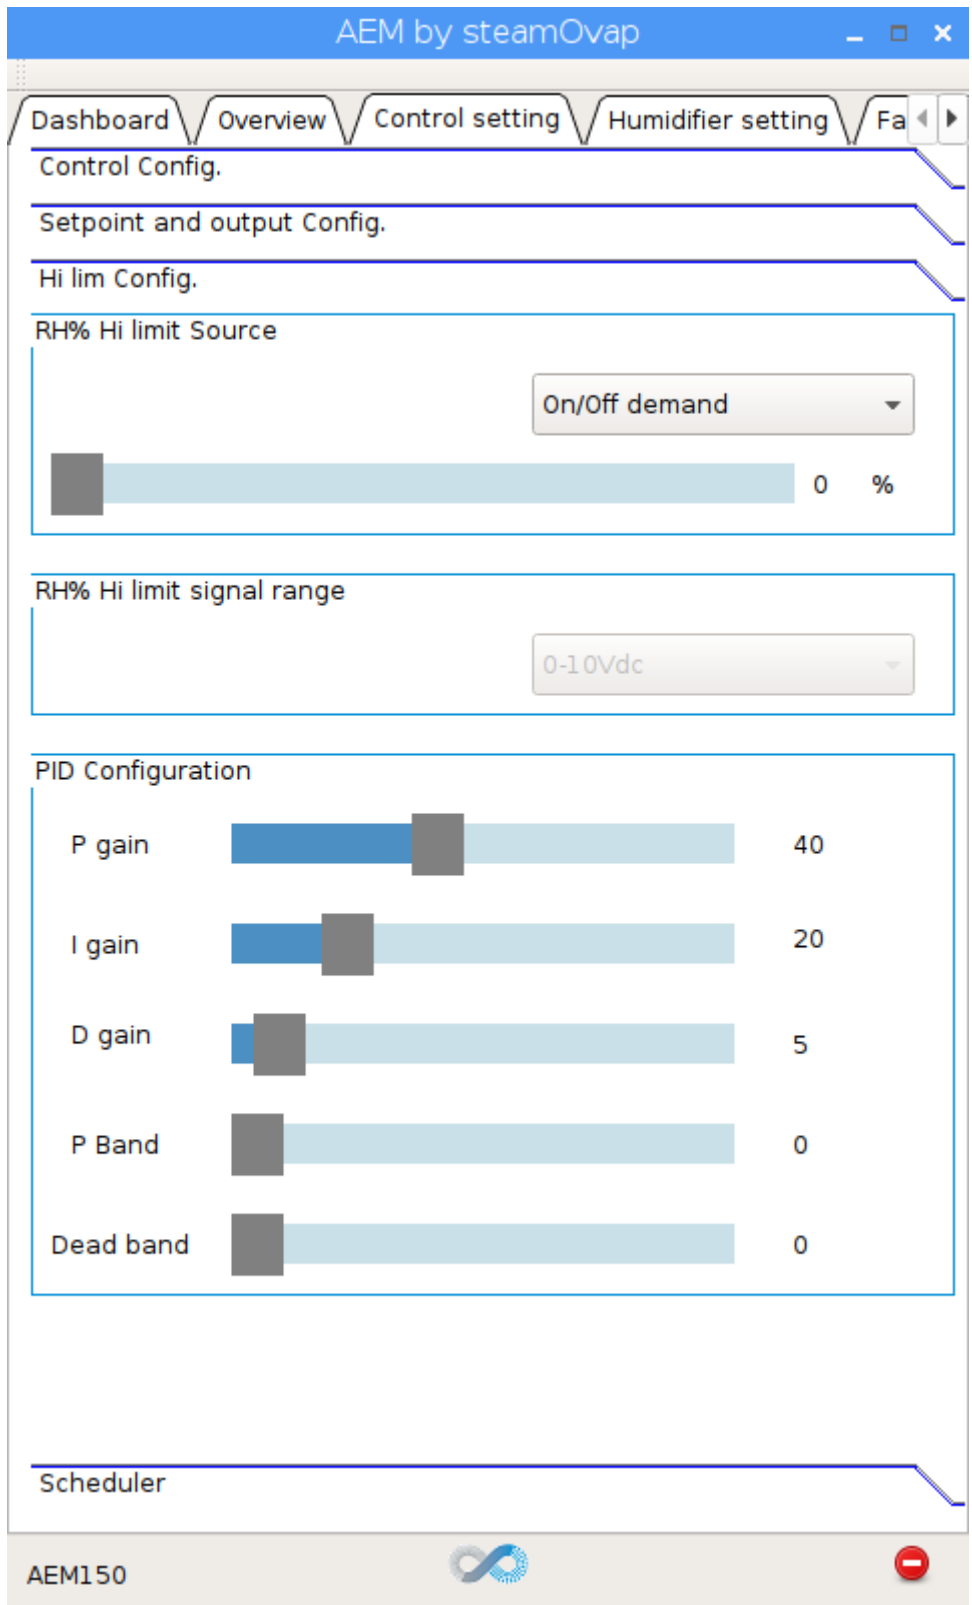 AEM by steamOvap
Dashboard Overview Control setting Humidifier setting Fa
Control Config.
Setpoint and output Config.
Hi lim Config.
RH% Hi limit Source
On/Off demand
0 %
RH% Hi limit signal range
0-10Vdc
PID Configuration
P gain 40
I gain 20
D gain 5
P Band 0
Dead band 0
Scheduler
AEM150